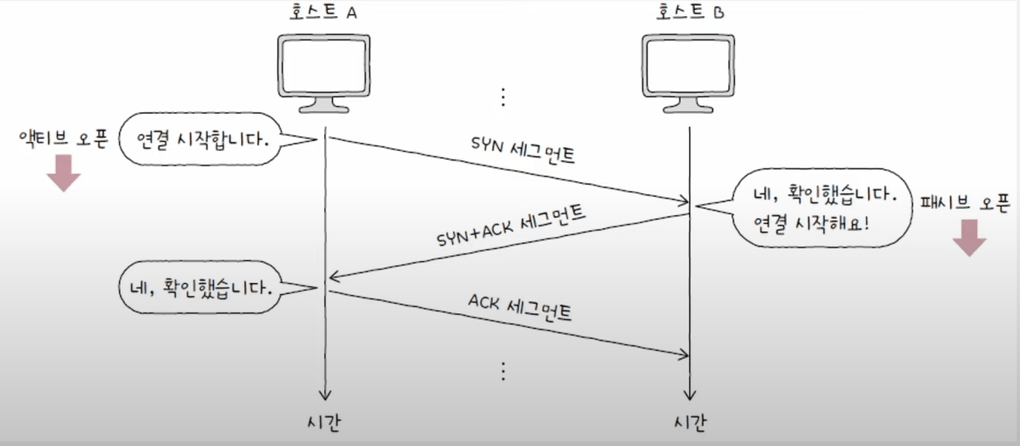 호스트 A
호스트 B
액티브 오픈
연결 시작합니다.
SYN 세그먼트
네, 확인했습니다.
연결 시작해요!
패시브 오픈
SYN+ACK 세그먼트
네, 확인했습니다.
ACK 세그먼트
시간
시간